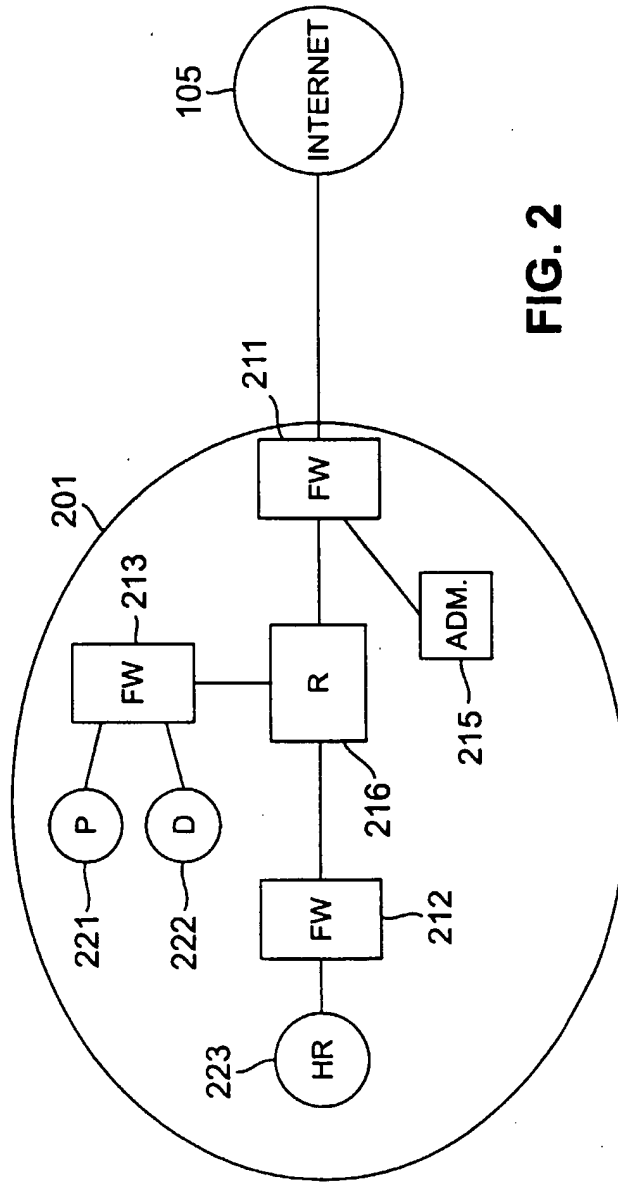 201
213
FW
P
221
D
222
FW
211
INTERNET
105
R
216
ADM.
215
FW
212
HR
223
FIG. 2